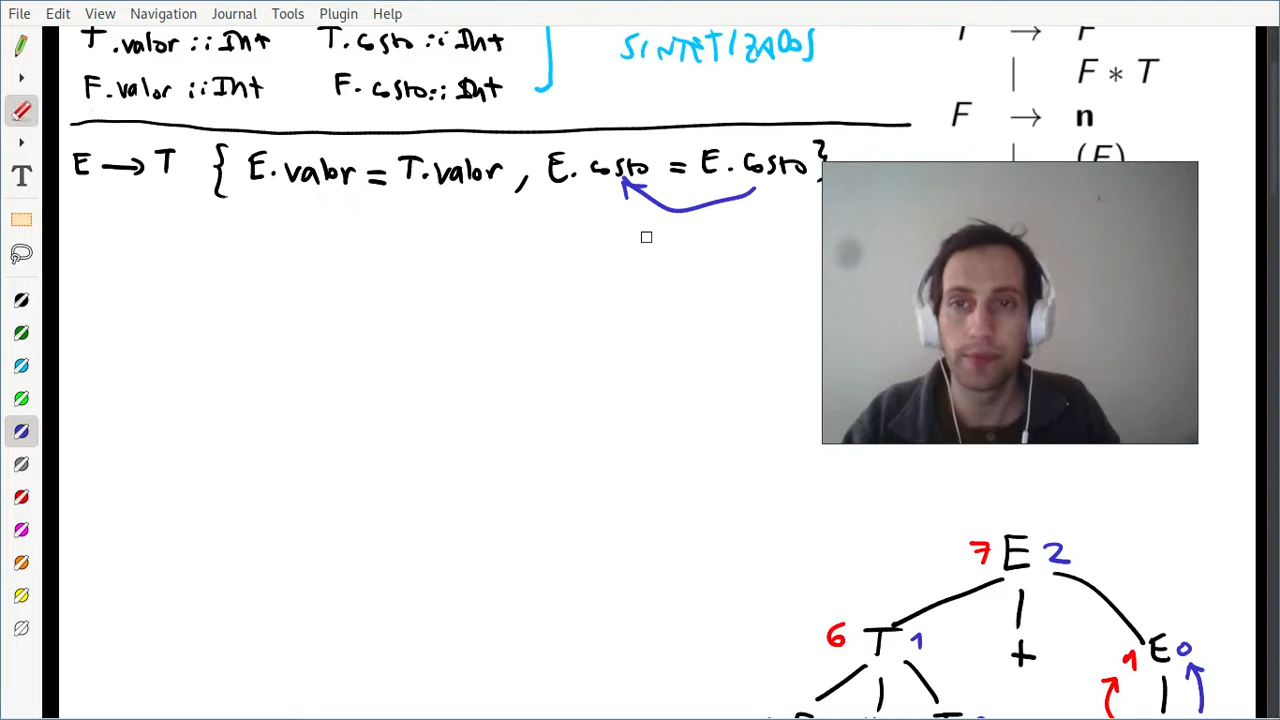 File Edit View Navigation Journal Tools Plugin Help
T.valor ::Int T.costo ::Int
SINTETIZADOS
F.valor ::Int F.costo ::Int
T → F
| F * T
F → n
| (E)
E → T { E.valor = T.valor , E.costo = E.costo }
T
7 E 2
6 T 1
+
1 E 0